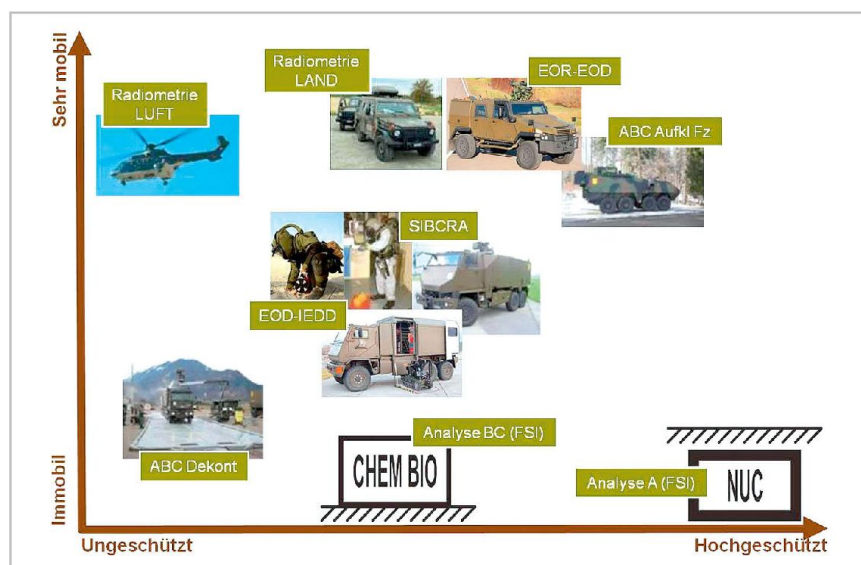 Sehr mobil
Immobil
Ungeschützt
Hochgeschützt
Radiometrie
LUFT
Radiometrie
LAND
EOR-EOD
ABC Aufkl Fz
SIBCRA
EOD-IEDD
ABC Dekont
Analyse BC (FSI)
CHEM BIO
Analyse A (FSI)
NUC